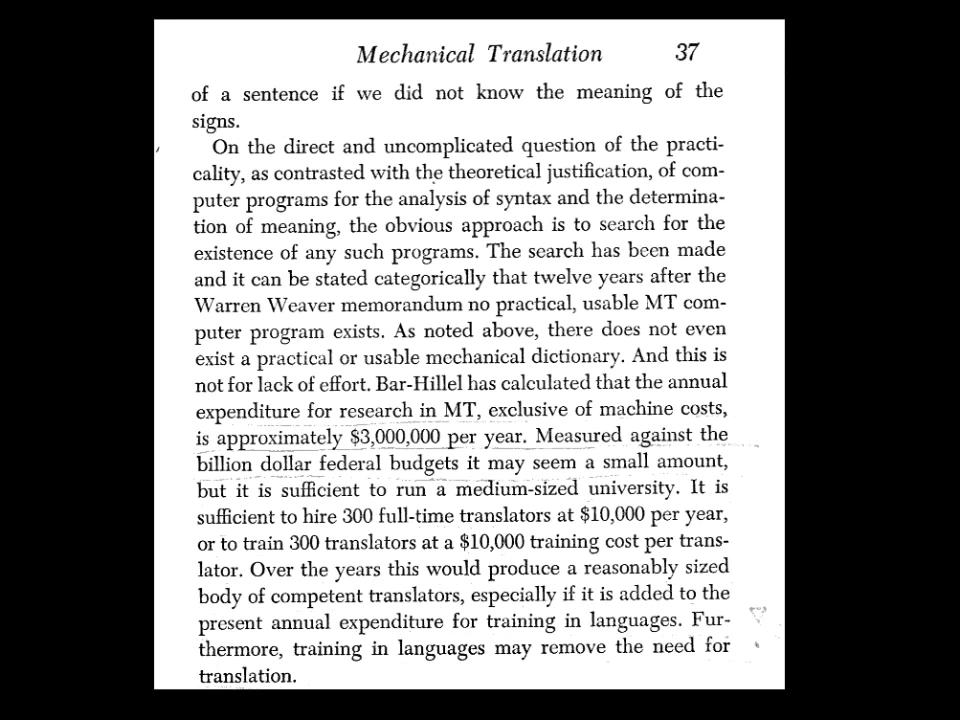 Mechanical Translation 37
of a sentence if we did not know the meaning of the
signs.
On the direct and uncomplicated question of the practi-
cality, as contrasted with the theoretical justification, of com-
puter programs for the analysis of syntax and the determina-
tion of meaning, the obvious approach is to search for the
existence of any such programs. The search has been made
and it can be stated categorically that twelve years after the
Warren Weaver memorandum no practical, usable MT com-
puter program exists. As noted above, there does not even
exist a practical or usable mechanical dictionary. And this is
not for lack of effort. Bar-Hillel has calculated that the annual
expenditure for research in MT, exclusive of machine costs,
is approximately $3,000,000 per year. Measured against the
billion dollar federal budgets it may seem a small amount,
but it is sufficient to run a medium-sized university. It is
sufficient to hire 300 full-time translators at $10,000 per year,
or to train 300 translators at a $10,000 training cost per trans-
lator. Over the years this would produce a reasonably sized
body of competent translators, especially if it is added to the
present annual expenditure for training in languages. Fur-
thermore, training in languages may remove the need for
translation.